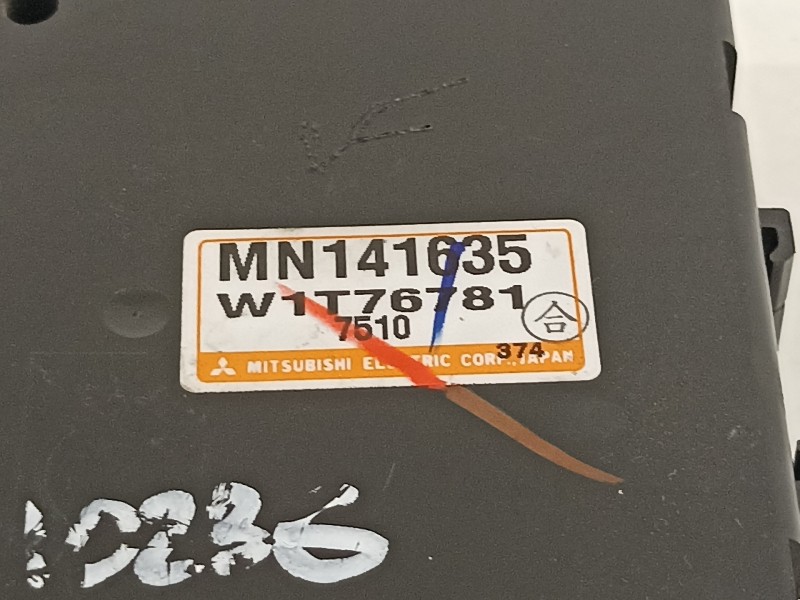 MN141635
W1T76781
7510
合
374
MITSUBISHI ELECTRIC CORP., JAPAN
10236